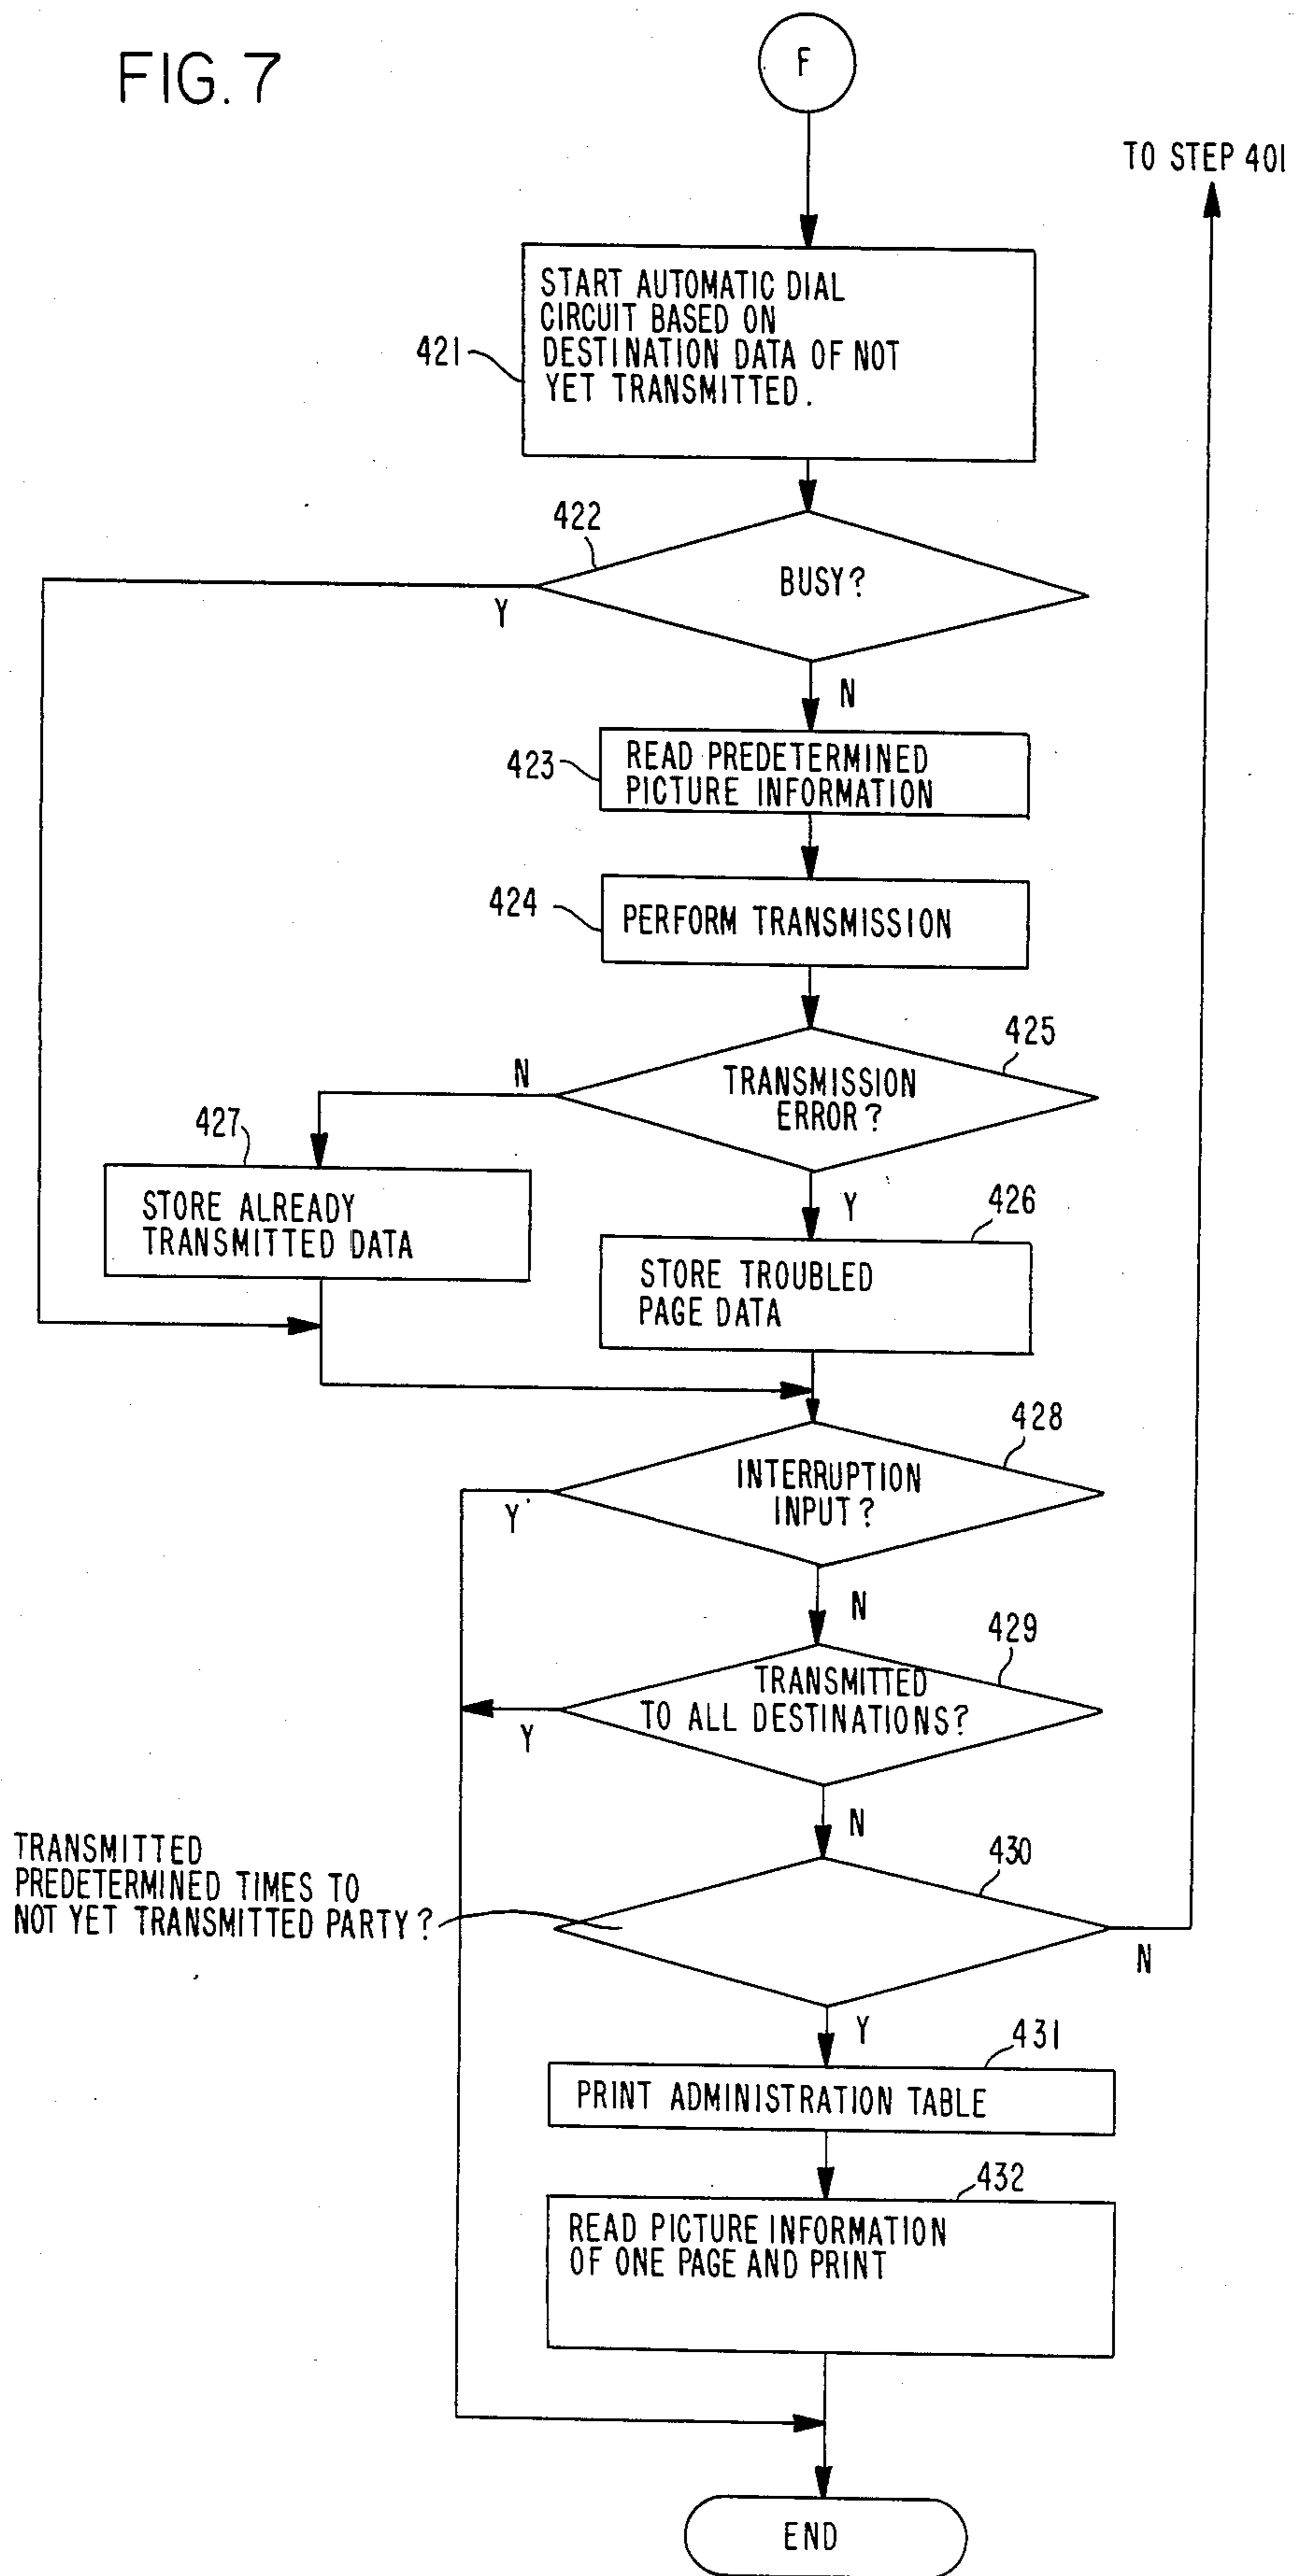 FIG. 7
F
TO STEP 401
START AUTOMATIC DIAL
CIRCUIT BASED ON
DESTINATION DATA OF NOT
YET TRANSMITTED.
421
422
BUSY?
Y
N
423
READ PREDETERMINED
PICTURE INFORMATION
424
PERFORM TRANSMISSION
425
TRANSMISSION
ERROR?
N
Y
427
STORE ALREADY
TRANSMITTED DATA
426
STORE TROUBLED
PAGE DATA
428
INTERRUPTION
INPUT?
Y
N
429
TRANSMITTED
TO ALL DESTINATIONS?
Y
N
TRANSMITTED
PREDETERMINED TIMES TO
NOT YET TRANSMITTED PARTY?
430
N
Y
431
PRINT ADMINISTRATION TABLE
432
READ PICTURE INFORMATION
OF ONE PAGE AND PRINT
END